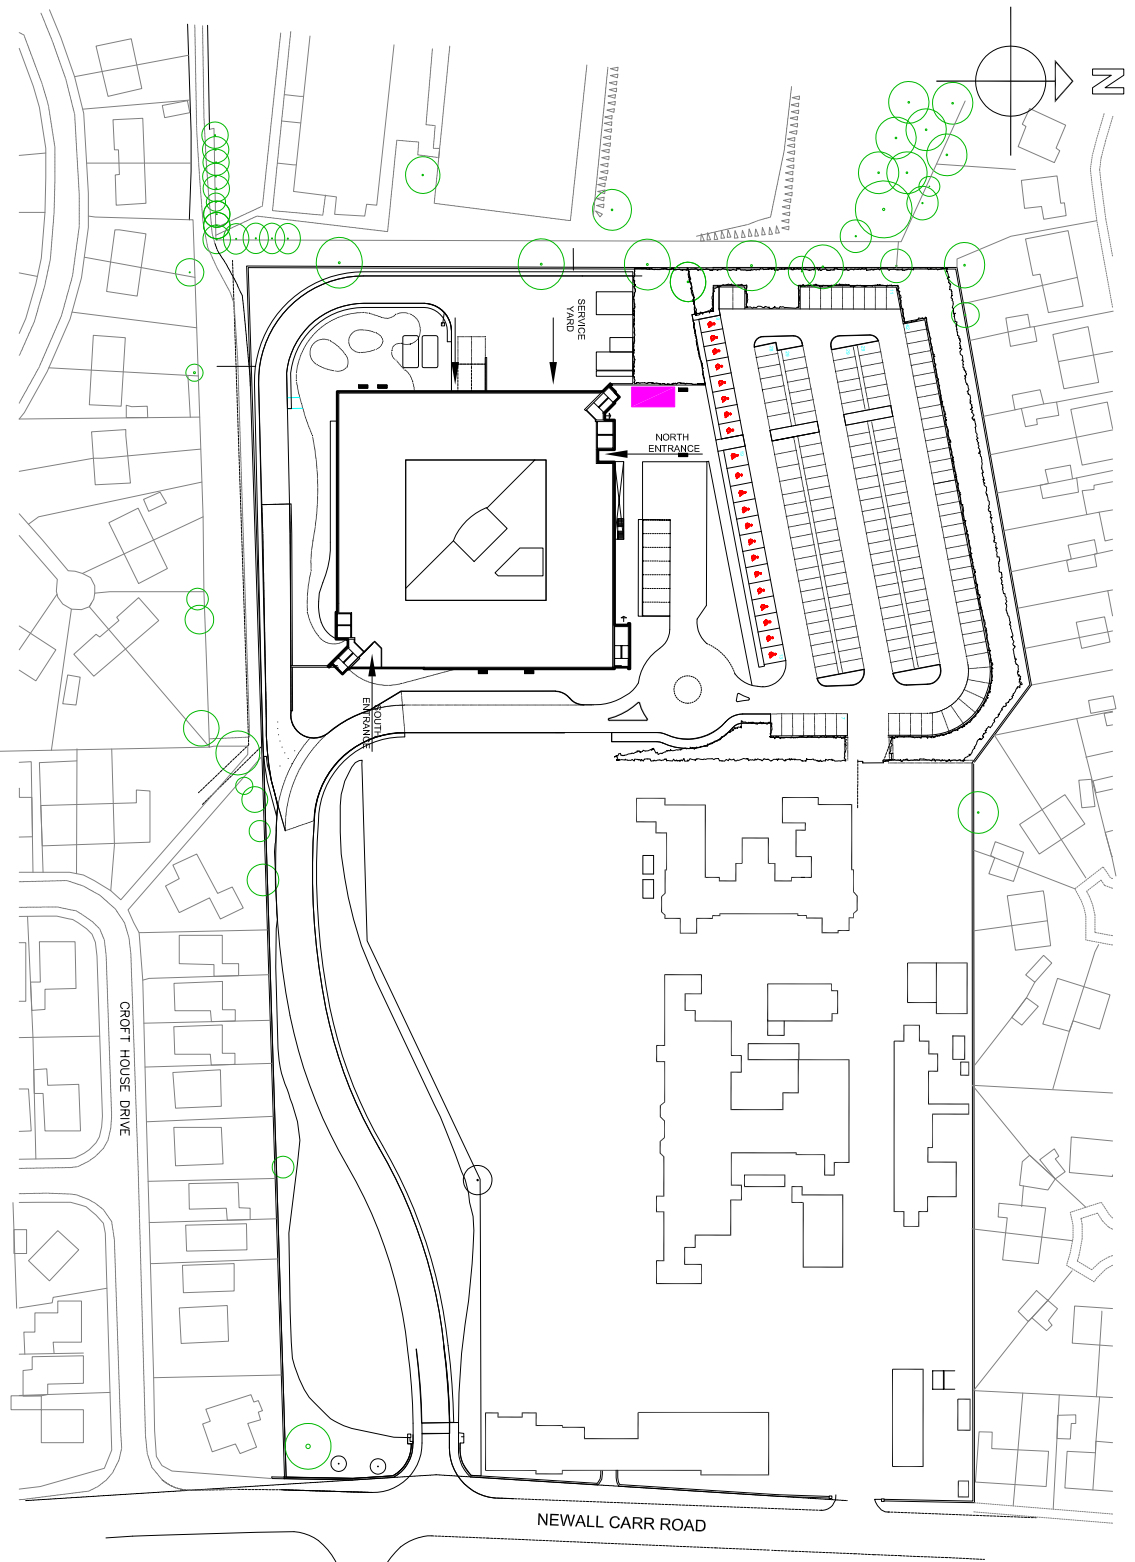 N
SERVICE
YARD
NORTH
ENTRANCE
SOUTH
ENTRANCE
CROFT HOUSE DRIVE
NEWALL CARR ROAD